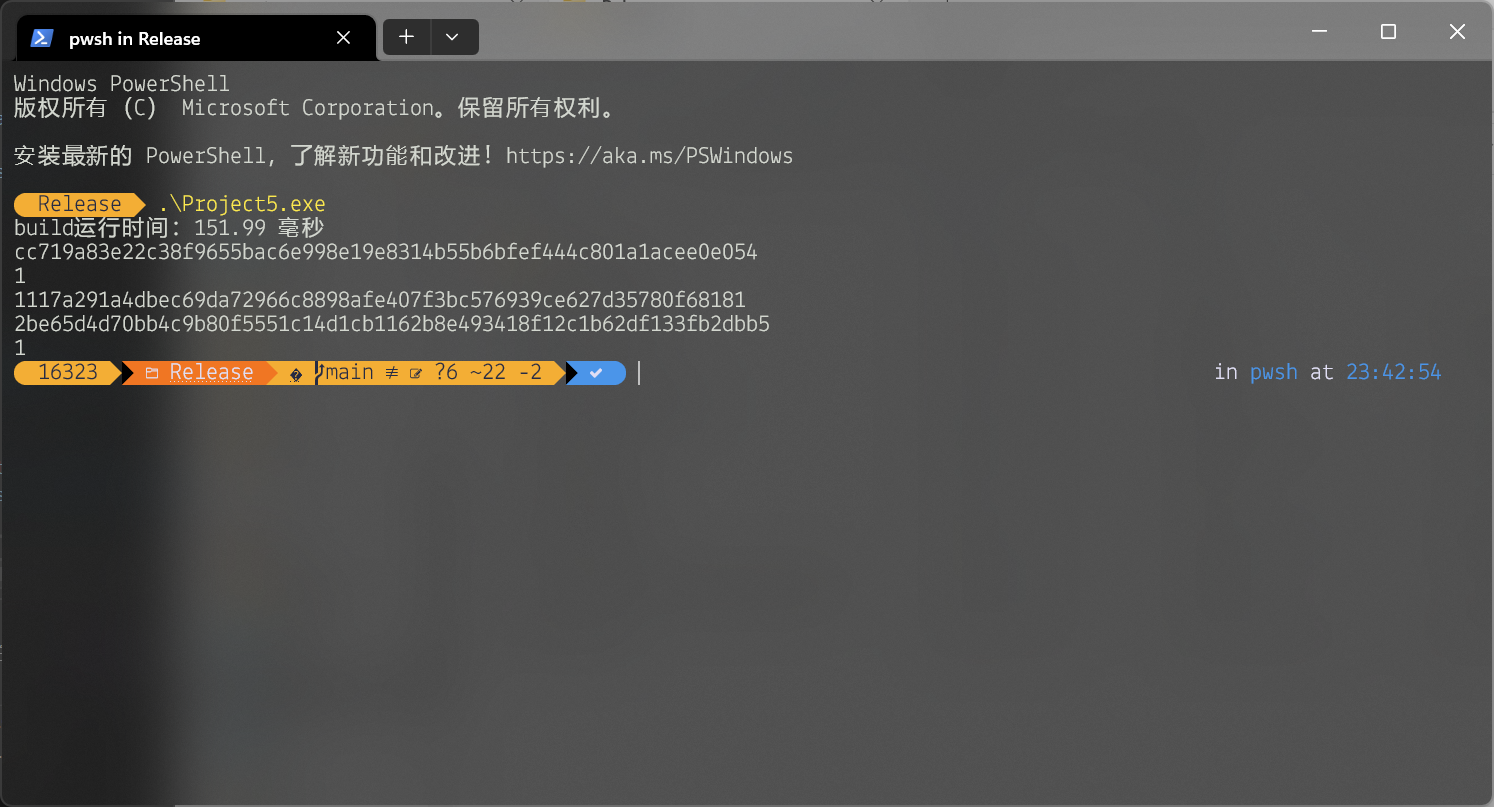 pwsh in Release
Windows PowerShell
版权所有 (C)  Microsoft Corporation。保留所有权利。
安装最新的 PowerShell，了解新功能和改进！https://aka.ms/PSWindows
Release .\Project5.exe
build运行时间：151.99 毫秒
cc719a83e22c38f9655bac6e998e19e8314b55b6bfef444c801a1acee0e054
1
1117a291a4dbec69da72966c8898afe407f3bc576939ce627d35780f68181
2be65d4d70bb4c9b80f5551c14d1cb1162b8e493418f12c1b62df133fb2dbb5
1
16323 Release main ≢ ?6 ~22 -2 in pwsh at 23:42:54